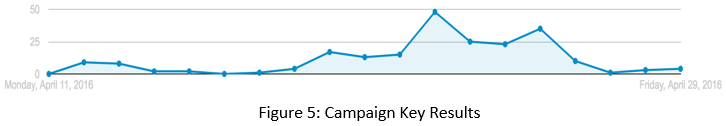 50
25
0
Monday, April 11, 2016
Friday, April 29, 2016
Figure 5: Campaign Key Results